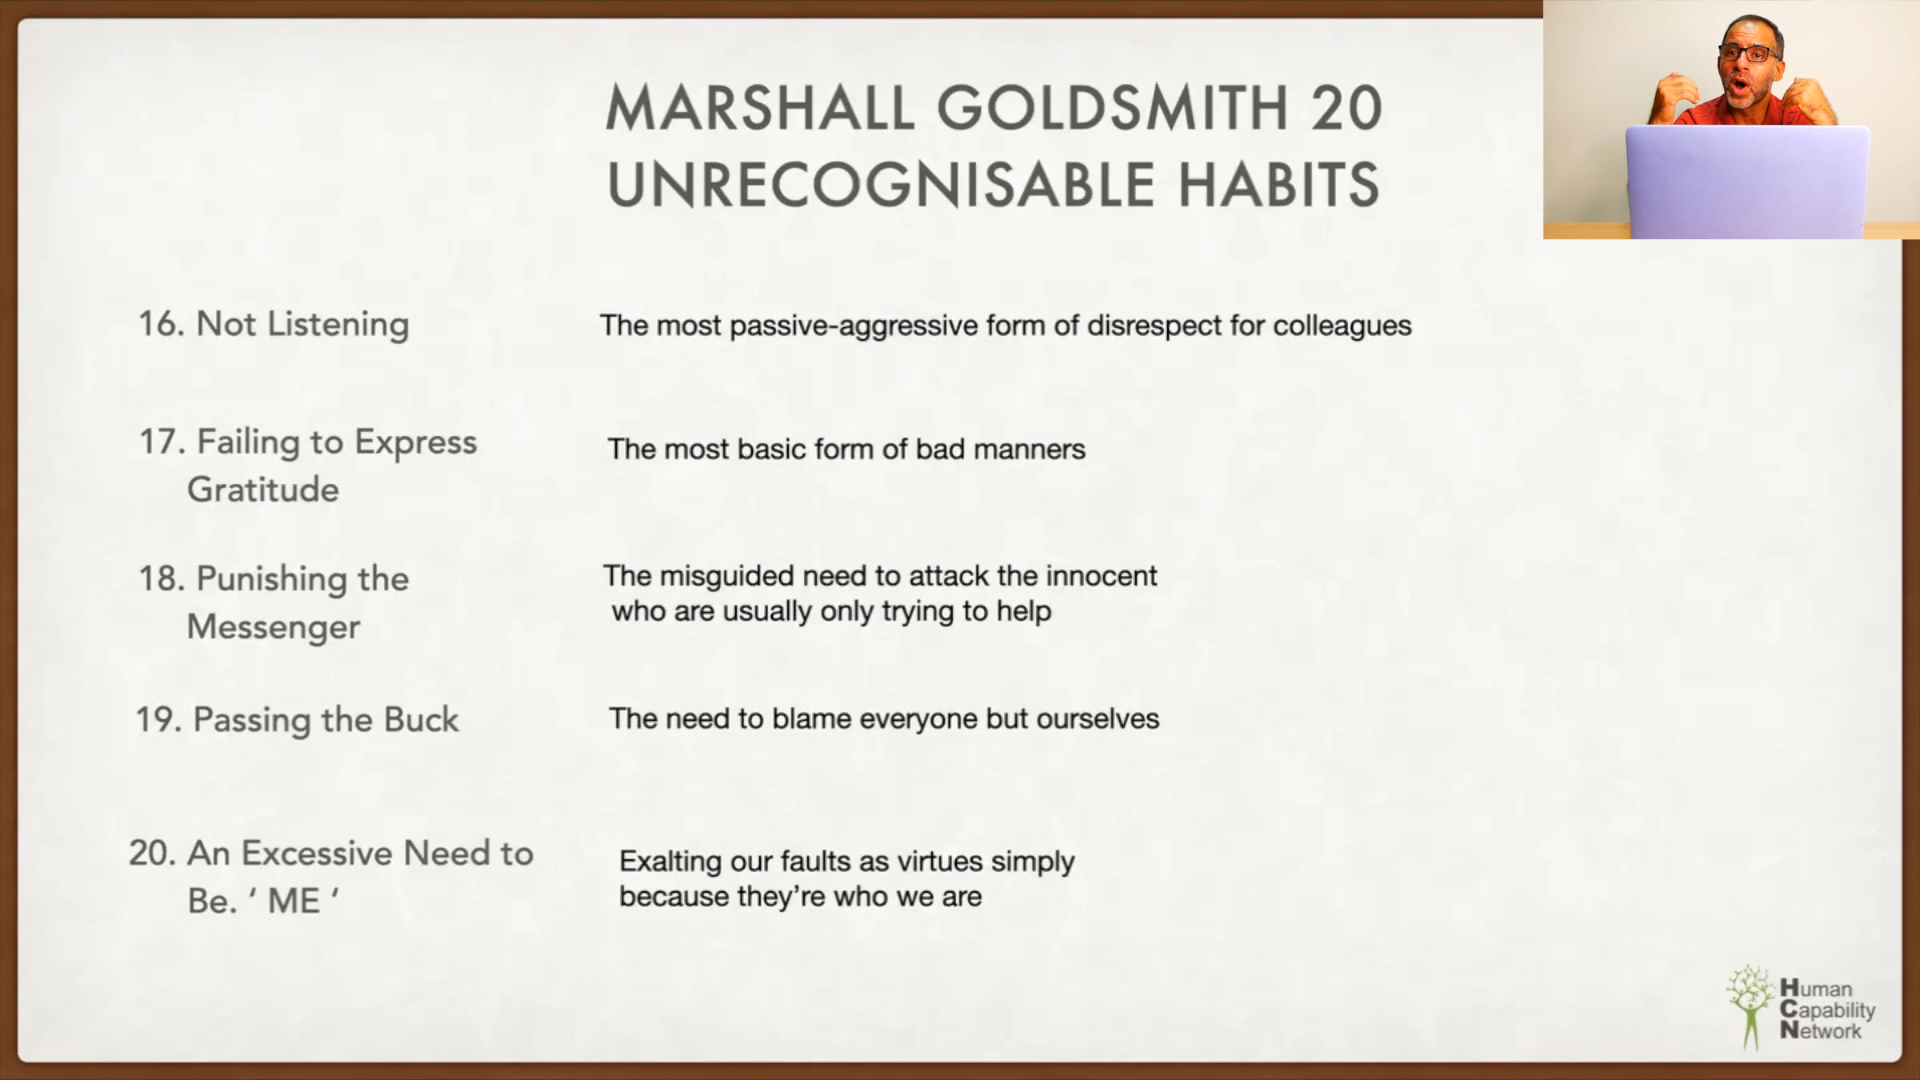 MARSHALL GOLDSMITH 20
UNRECOGNISABLE HABITS
16. Not Listening
The most passive-aggressive form of disrespect for colleagues
17. Failing to Express
Gratitude
The most basic form of bad manners
18. Punishing the
Messenger
The misguided need to attack the innocent
who are usually only trying to help
19. Passing the Buck
The need to blame everyone but ourselves
20. An Excessive Need to
Be. ‘ ME ‘
Exalting our faults as virtues simply
because they’re who we are
Human
Capability
Network